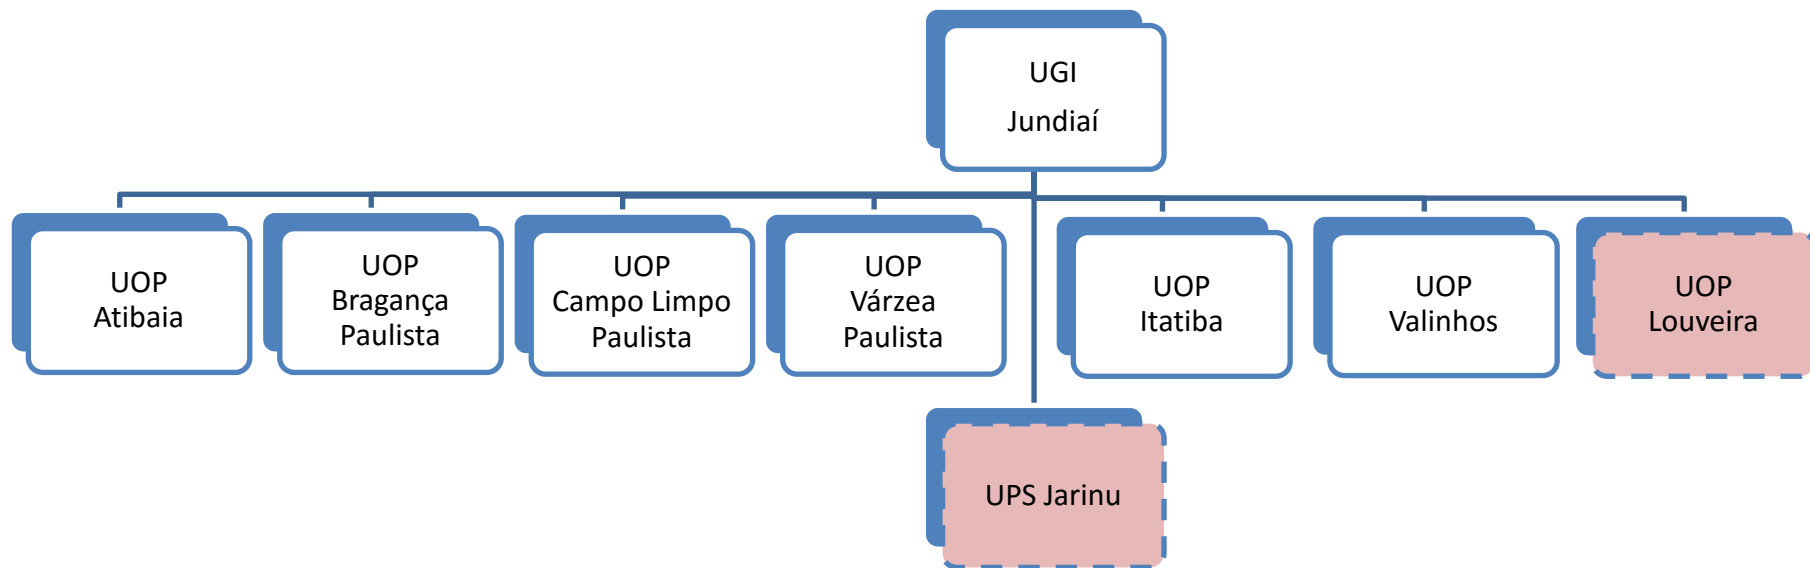 UGI
Jundiaí
UOP
Atibaia
UOP
Bragança
Paulista
UOP
Campo Limpo
Paulista
UOP
Várzea
Paulista
UOP
Itatiba
UOP
Valinhos
UOP
Louveira
UPS Jarinu